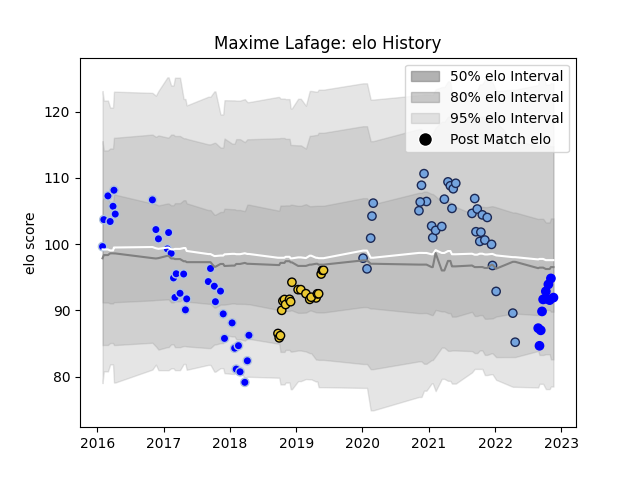 Maxime Lafage: elo History
50% elo Interval
80% elo Interval
95% elo Interval
Post Match elo
elo score
120
110
100
90
80
2016 2017 2018 2019 2020 2021 2022 2023